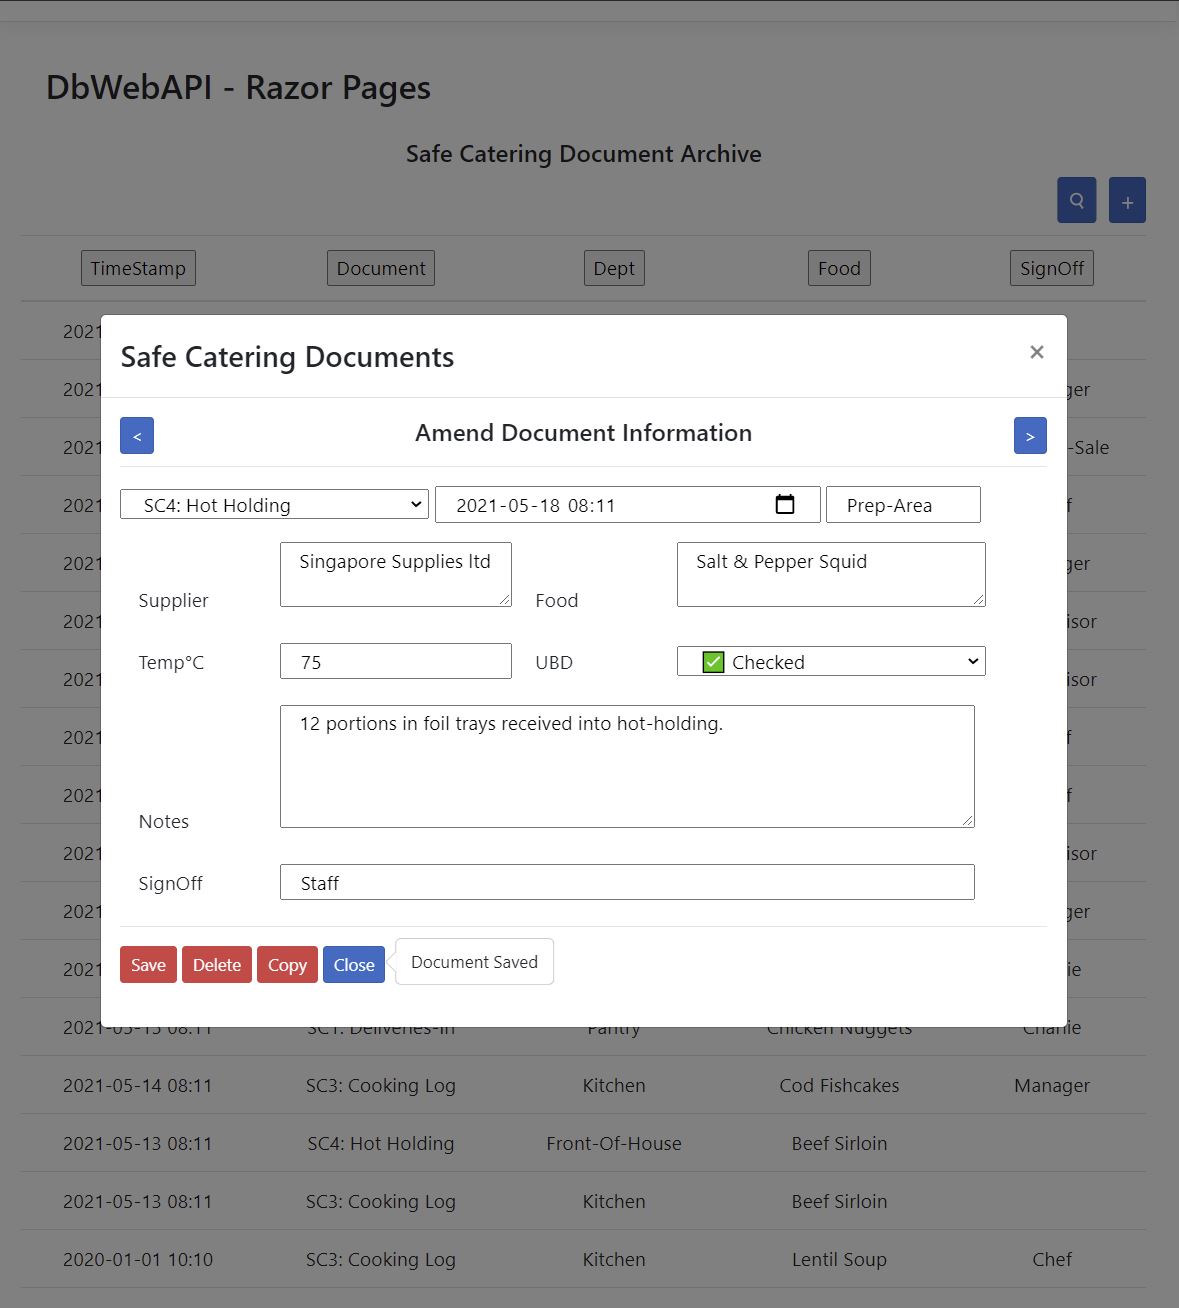 DbWebAPI - Razor Pages
Safe Catering Document Archive
+
TimeStamp Document Dept Food SignOff
2021
Safe Catering Documents ×
2021 ger
< Amend Document Information >
2021 -Sale
SC4: Hot Holding 2021-05-18 08:11 Prep-Area
2021 f
Singapore Supplies ltd Salt & Pepper Squid
2021 ger
Supplier Food
2021 isor
Temp°C 75 UBD Checked
2021 isor
12 portions in foil trays received into hot-holding.
2021 f
2021 f
Notes
2021 isor
SignOff Staff
2021 ger
Save Delete Copy Close Document Saved
2021 ie
2021-05-15 08:11 SC1: Deliveries-In Pantry Chicken Nuggets Charlie
2021-05-14 08:11 SC3: Cooking Log Kitchen Cod Fishcakes Manager
2021-05-13 08:11 SC4: Hot Holding Front-Of-House Beef Sirloin
2021-05-13 08:11 SC3: Cooking Log Kitchen Beef Sirloin
2020-01-01 10:10 SC3: Cooking Log Kitchen Lentil Soup Chef